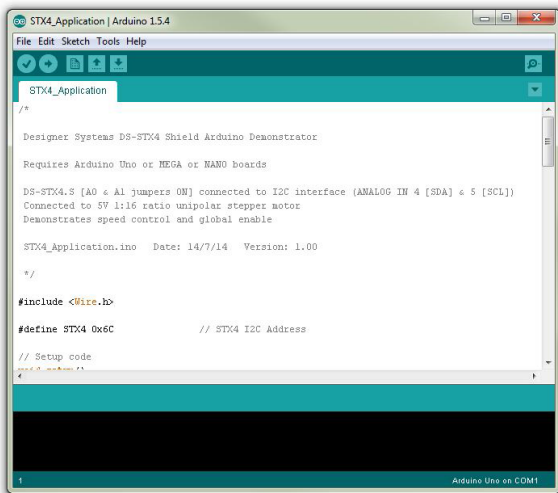 STX4_Application | Arduino 1.5.4
File Edit Sketch Tools Help
STX4_Application
/*
Designer Systems DS-STX4 Shield Arduino Demonstrator
Requires Arduino Uno or MEGA or NANO boards
DS-STX4.S [A0 & A1 jumpers ON] connected to I2C interface (ANALOG IN 4 [SDA] & 5 [SCL])
Connected to 5V 1:16 ratio unipolar stepper motor
Demonstrates speed control and global enable
STX4_Application.ino Date: 14/7/14 Version: 1.00
*/
#include <Wire.h>
#define STX4 0x6C // STX4 I2C Address
// Setup code
1
Arduino Uno on COM1